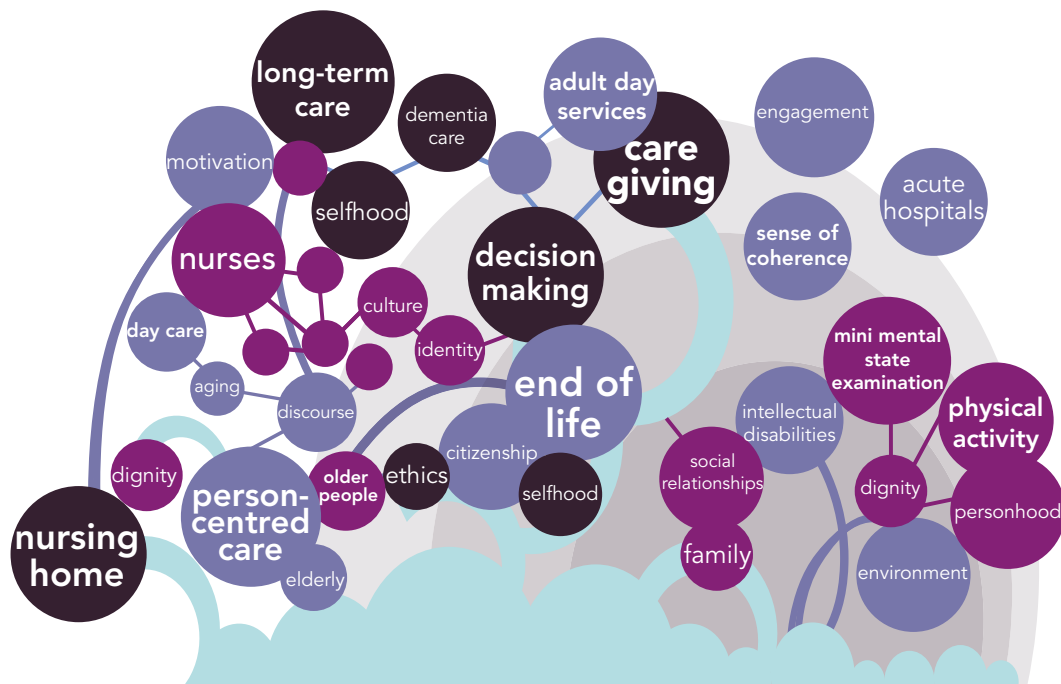 long-term
care
adult day
services
engagement
dementia
care
motivation
care
giving
selfhood
acute
hospitals
nurses
decision
making
sense of
coherence
culture
day care
identity
mini mental
state
examination
aging
discourse
end of
life
intellectual
disabilities
physical
activity
citizenship
dignity
older
people
ethics
social
relationships
dignity
selfhood
personhood
person-
centred
care
nursing
home
family
elderly
environment